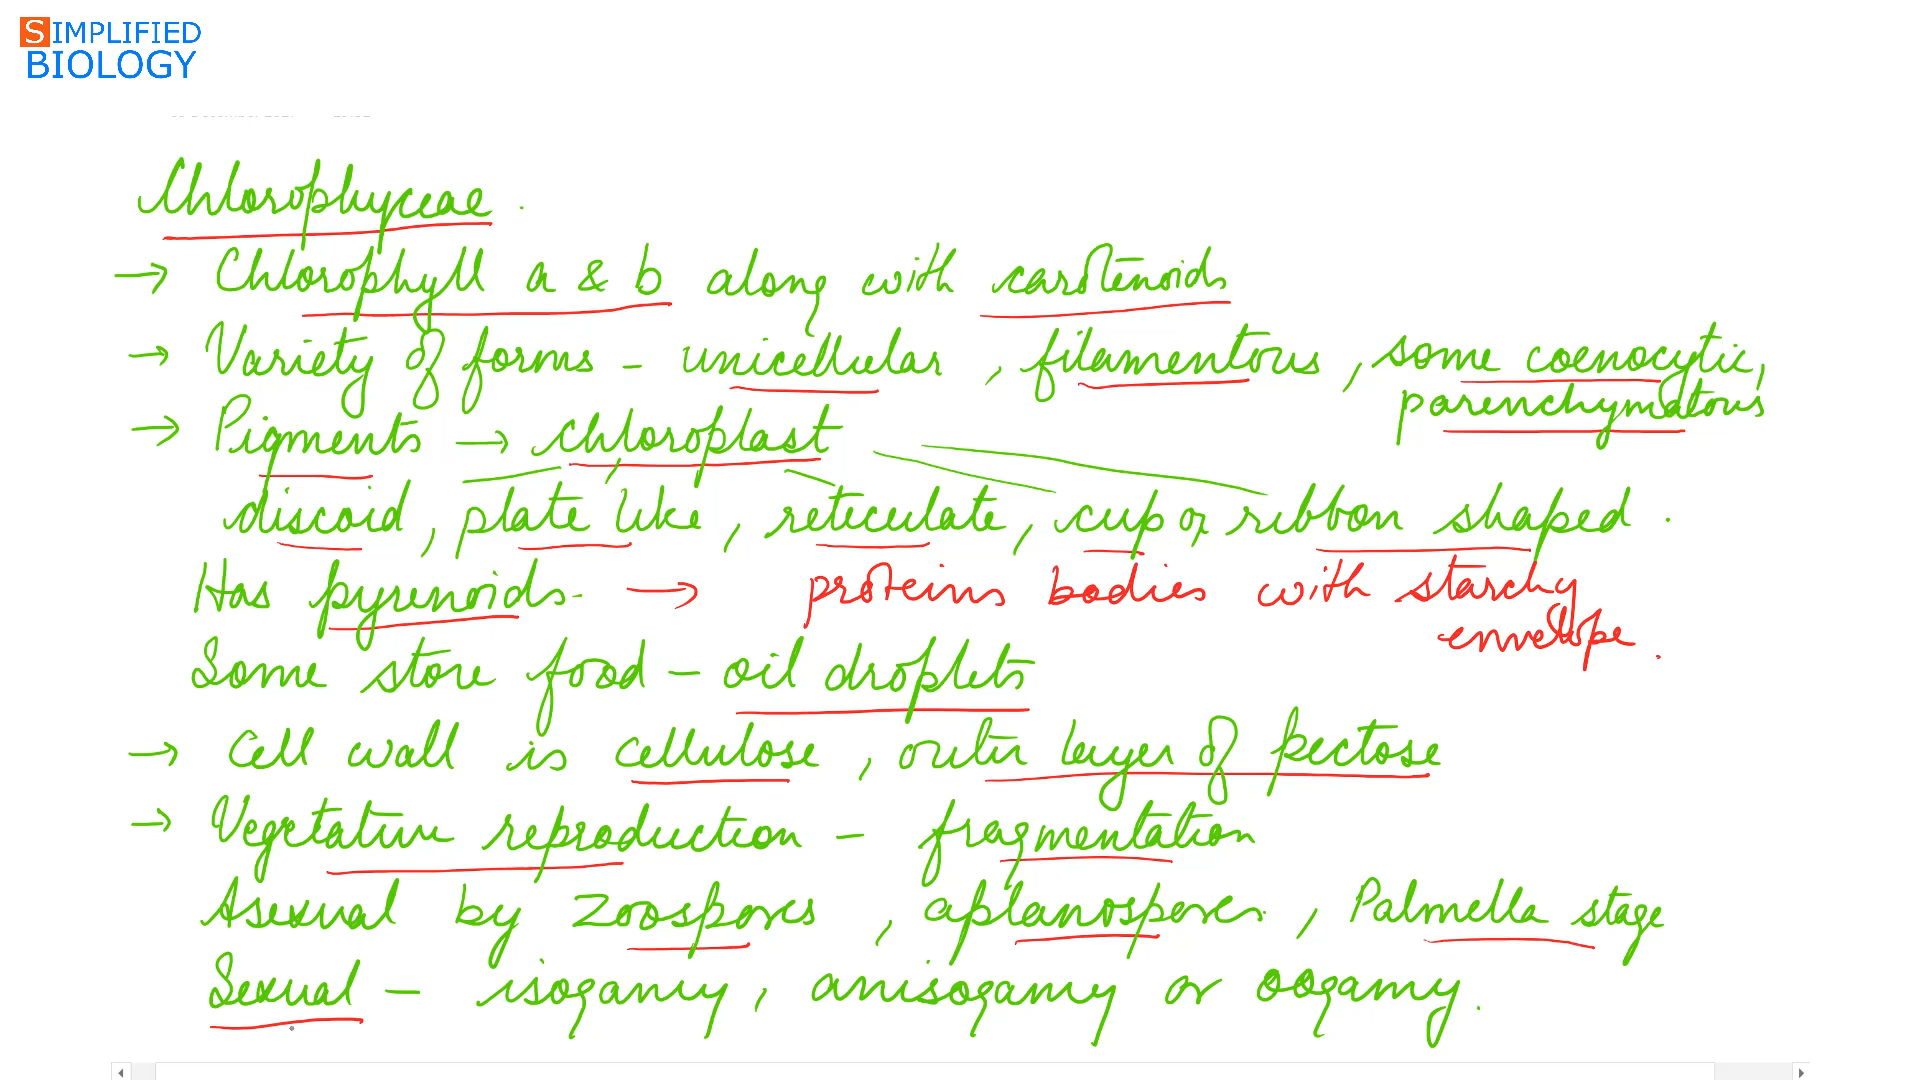 SIMPLIFIED
BIOLOGY
Chlorophyceae .
→ Chlorophyll a & b along with carotenoids
→ Variety of forms - unicellular, filamentous, some coenocytic,
parenchymatous
→ Pigments → chloroplast
discoid, plate like, reticulate, cup or ribbon shaped.
Has pyrenoids. → proteins bodies with starchy
envelope.
Some store food - oil droplets
→ Cell wall is cellulose, outer layer of pectose
→ Vegetative reproduction - fragmentation
Asexual by zoospores, aplanospores, Palmella stage
Sexual - isogamy, anisogamy or oogamy.